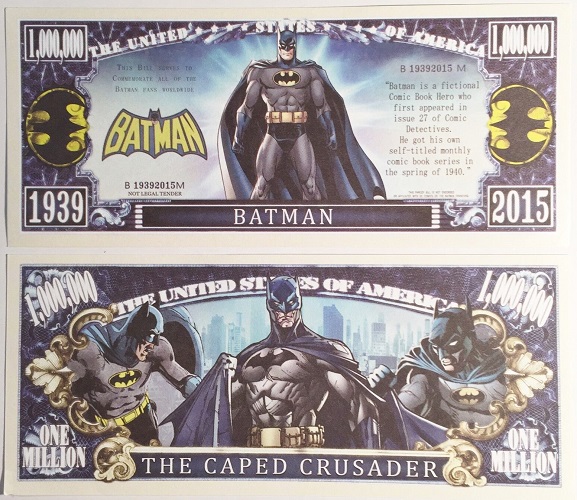 1,000,000
THE UNITED STATES OF AMERICA
1,000,000
This Bill serves to
Commemorate all of the
Batman fans worldwide
BATMAN
B 19392015M
NOT LEGAL TENDER
B 19392015 M
"Batman is a fictional
Comic Book Hero who
first appeared in
issue 27 of Comic
Detectives.
He got his own
self-titled monthly
comic book series in
the spring of 1940."
1939
BATMAN
2015
1,000,000
THE UNITED STATES OF AMERICA
1,000,000
ONE
MILLION
THE CAPED CRUSADER
ONE
MILLION